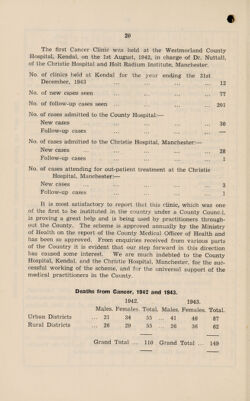 20
The first Cancer Clinic was held at the Westmorland County
Hospital, Kendal, on the 1st August, 1942, in charge of Dr. Nuttall,
of the Christie Hospital and Holt Radium Institute, Manchester.
No. of clinics held at Kendal for the year ending the 31st
December, 1943 ... ... ... ... 12
No. of new cases seen ... ... ... ... 77
No. of follow-up cases seen ... ... ... ... 201
No. of cases admitted to the County Hospital:—
New cases ... ... ... ... 30
Follow-up cases ... ... ... ... —
No. of cases admitted to the Christie Hospital, Manchester:—
New cases ... ... ... ... 28
Follow-up cases ... ... ... ...
No. of cases attending for out-patient treatment at the Christie
Hospital, Manchester:—
New cases ... ... ... ... 3
Follow-up cases ... ... ... ... 1
It is most satisfactory to report that this clinic, which was one
of the first to be instituted in the country under a County Council,
is proving a great help and is being used by practitioners through-
out the County. The scheme is approved annually by the Ministry
of Health on the report of the County Medical Officer of Health and
has been so approved. From enquiries received from various parts
of the Country it is evident that our step forward in this direction
has caused some interest. We are much indebted to the County
Hospital, Kendal, and the Christie Hospital, Manchester, for the suc-
cessful working of the scheme, and for the universal support of the
medical practitioners in the County.
Deaths from Cancer, 1942 and 1943.
1942. 1943.
Males. Females. Total. Males. Females. Total.
Urban Districts ... 21 34 55 ... 41 46 87
Rural Districts ... 26 29 55 ... 26 36 62
Grand Total ... 110 Grand Total ... 149